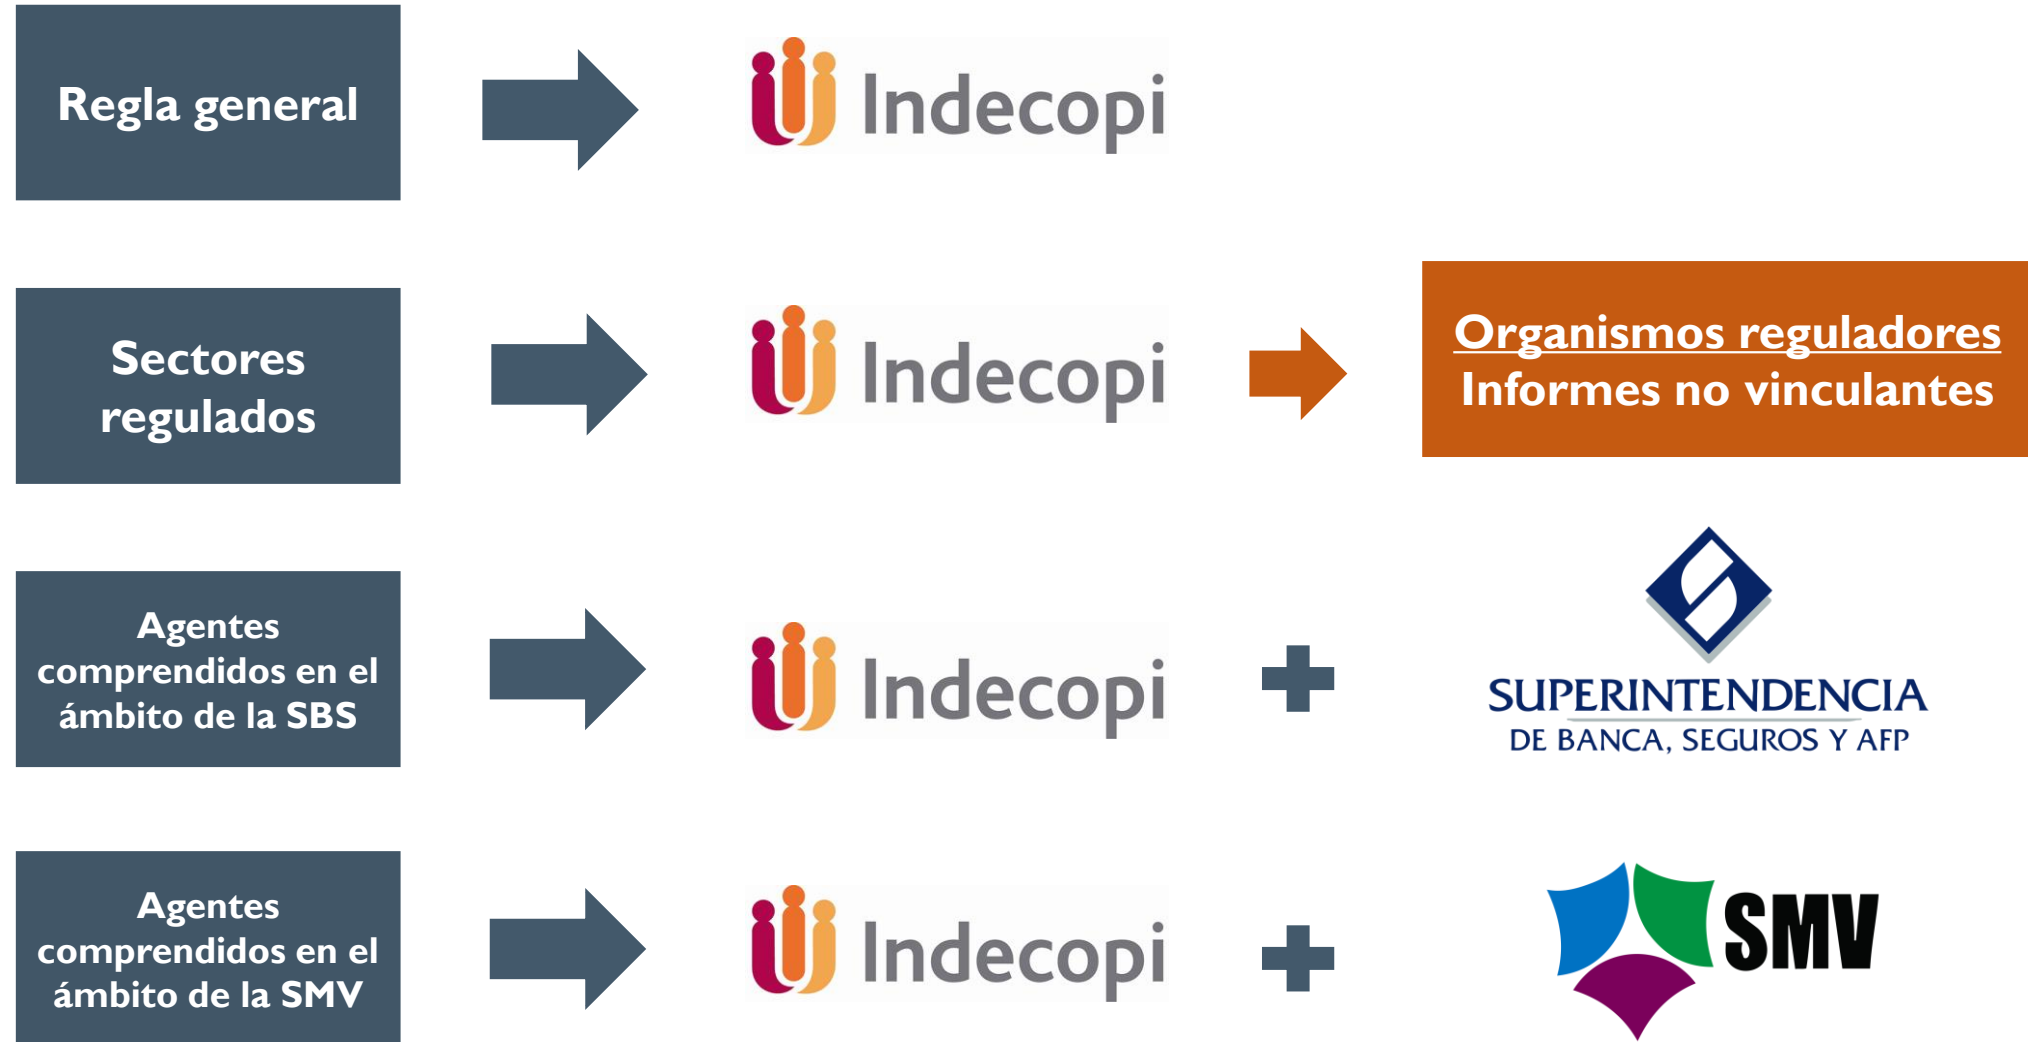 Regla general
Indecopi
Sectores
regulados
Indecopi
Organismos reguladores
Informes no vinculantes
Agentes
comprendidos en el
ámbito de la SBS
Indecopi
SUPERINTENDENCIA
DE BANCA, SEGUROS Y AFP
Agentes
comprendidos en el
ámbito de la SMV
Indecopi
SMV